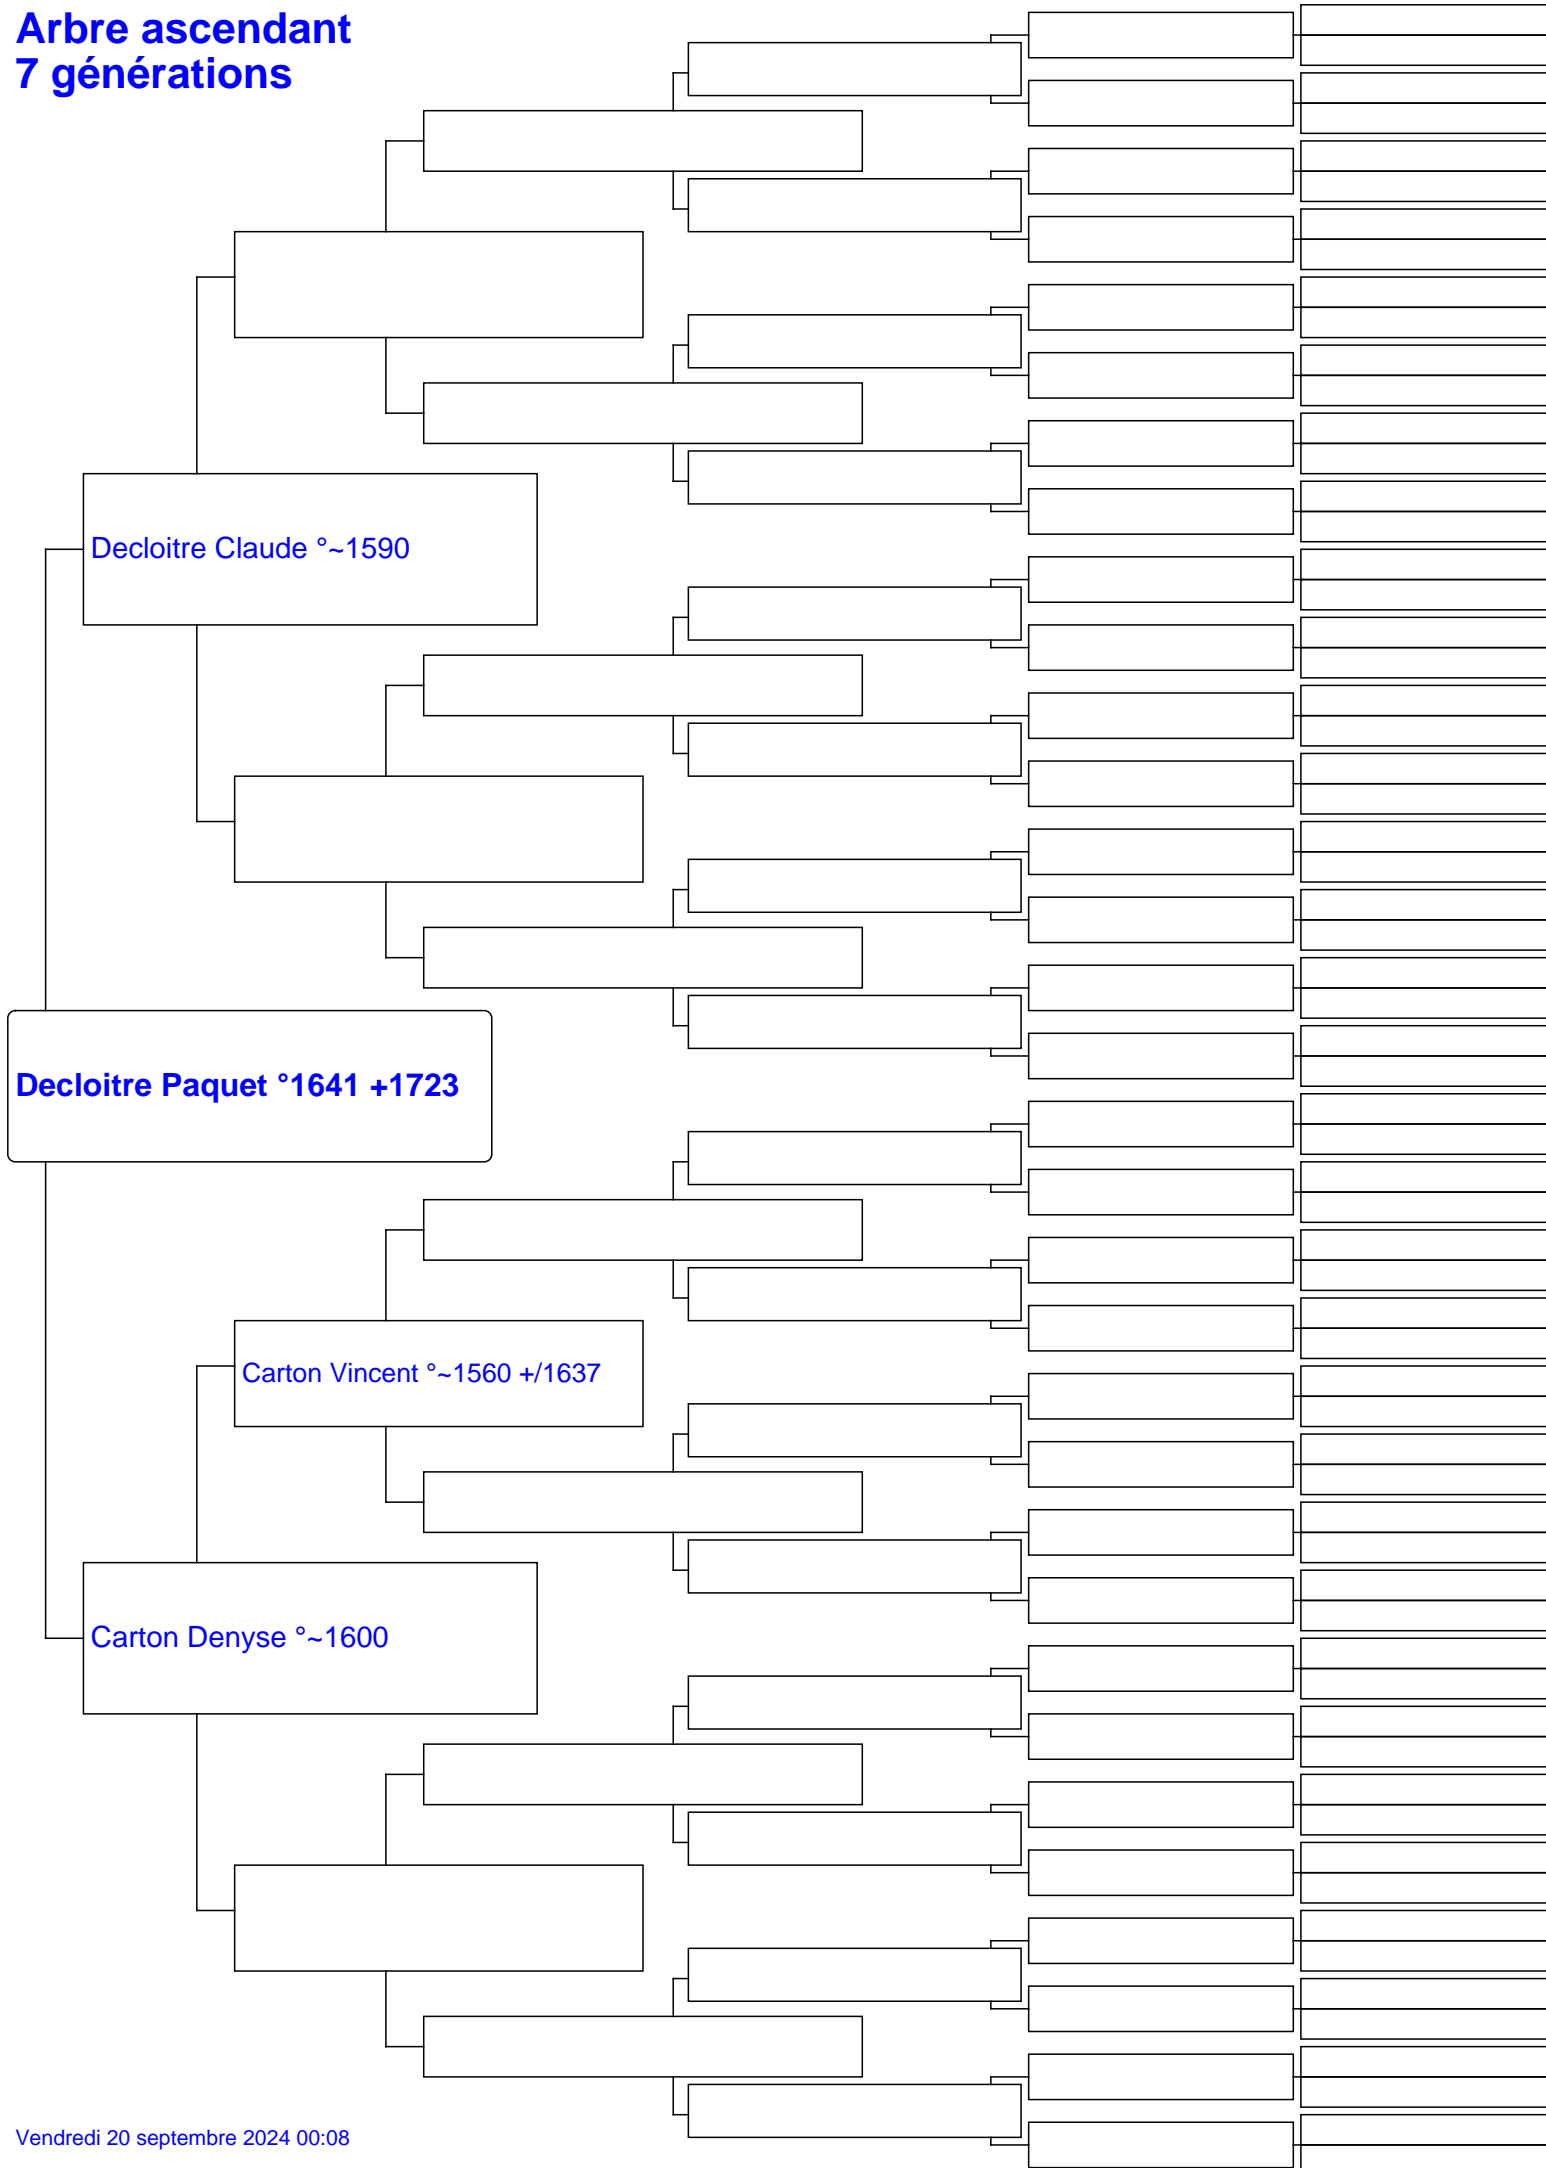 Arbre ascendant
7 générations
Decloitre Claude °~1590
Decloitre Paquet °1641 +1723
Carton Vincent °~1560 +/1637
Carton Denyse °~1600
Vendredi 20 septembre 2024 00:08